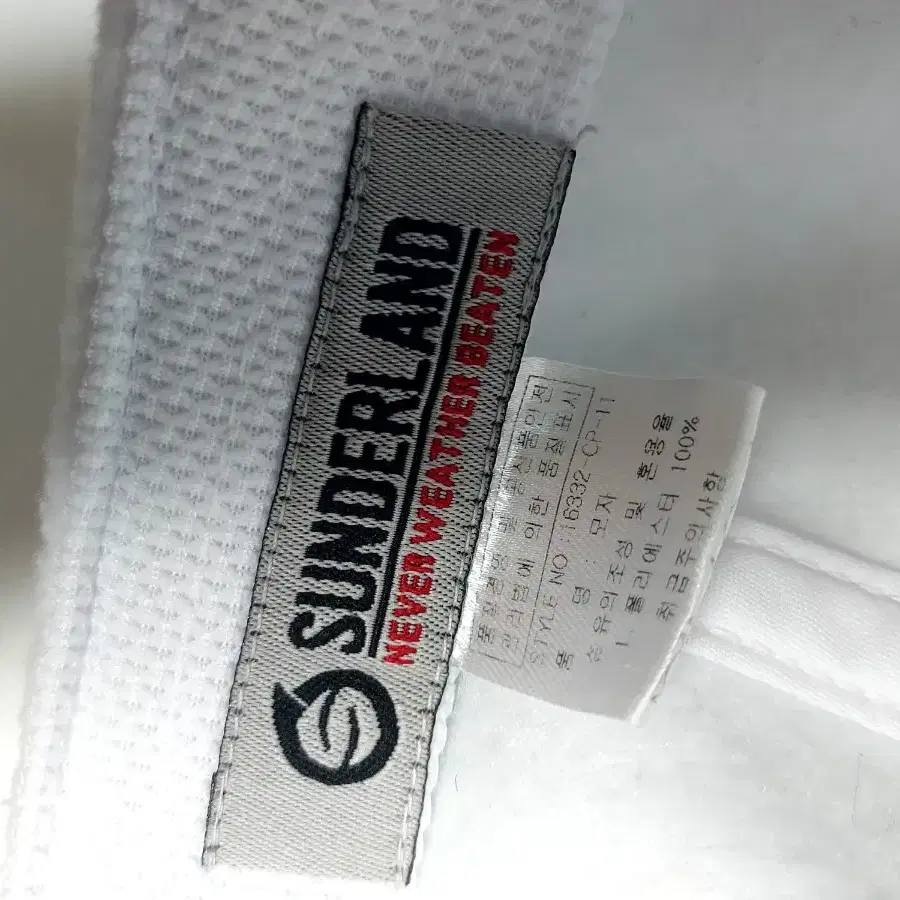 SUNDERLAND
NEVER WEATHER BEATEN
품질경영 및 공산품안전
관리법에 의한 품질표시
STYLE NO : 16332-CP-11
품 명 : 모자
섬유의 조성 및 혼용률
1. 폴리에스터 100%
취급주의사항